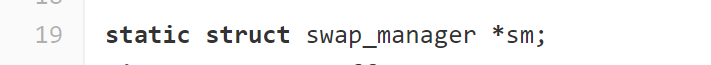 19 static struct swap_manager *sm;